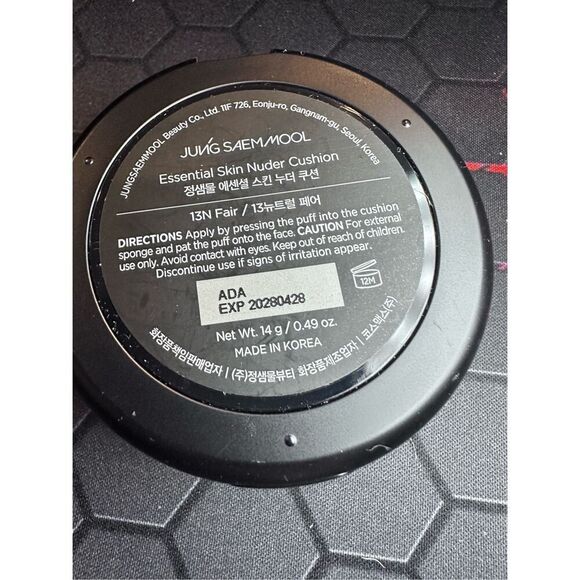 JUNGSAEMMOOL Beauty Co., Ltd. 11F 726, Eonju-ro, Gangnam-gu, Seoul, Korea
JUNG SAEM MOOL
Essential Skin Nuder Cushion
정샘물 에센셜 스킨 누더 쿠션
13N Fair / 13뉴트럴 페어
DIRECTIONS Apply by pressing the puff into the cushion
sponge and pat the puff onto the face. CAUTION For external
use only. Avoid contact with eyes. Keep out of reach of children.
Discontinue use if signs of irritation appear.
ADA
EXP 20280428
12M
Net Wt. 14 g / 0.49 oz.
MADE IN KOREA
화장품책임판매업자 | (주)정샘물뷰티 화장품제조업자 | 코스맥스(주)